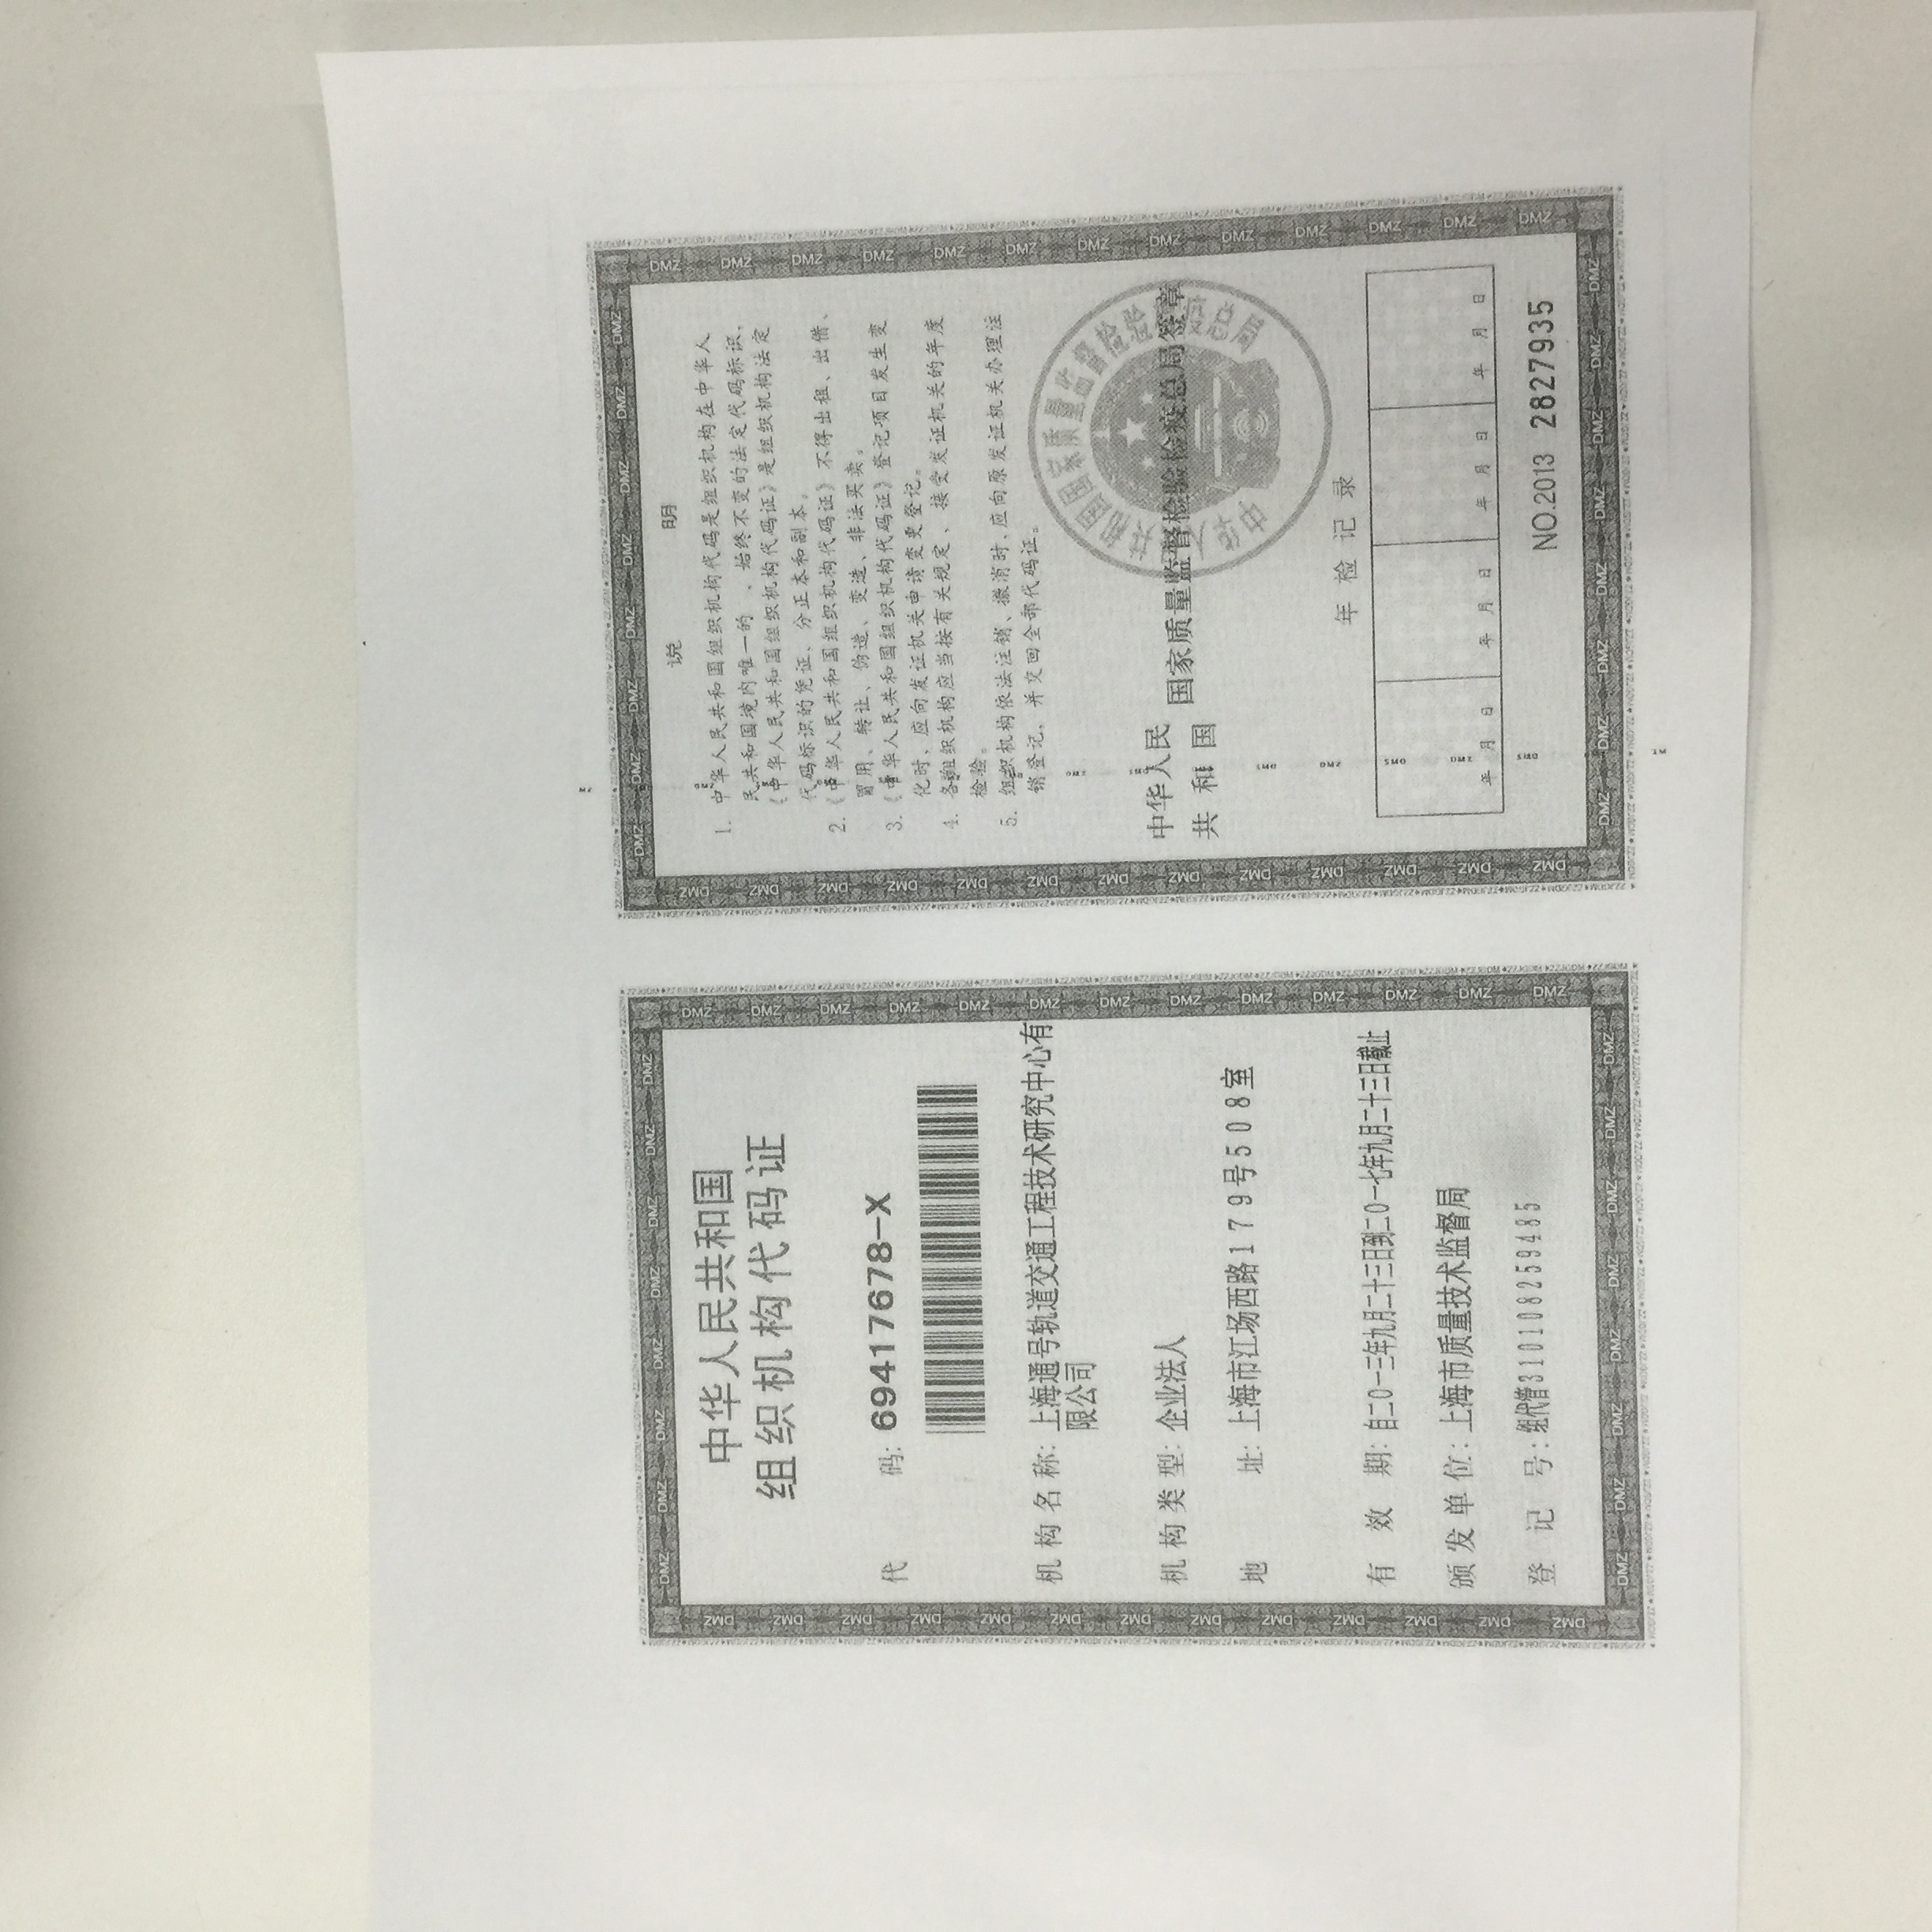 中华人民共和国
组织机构代码证
代码: 69417678-X
机构名称: 上海通号轨道交通工程技术研究中心有
限公司
机构类型: 企业法人
地址: 上海市江场西路179号508室
有效期: 自二0一三年九月二十三日到二0一七年九月二十三日截止
颁发单位: 上海市质量技术监督局
登记号: 组代管310108259485
说明
1. 中华人民共和国组织机构代码是组织机构在中华人
民共和国境内唯一的、始终不变的法定代码标识,
《中华人民共和国组织机构代码证》是组织机构法定
代码标识的凭证、分正本和副本。
2.《中华人民共和国组织机构代码证》不得出租、出借、
冒用、转让、伪造、变造、非法买卖。
3.《中华人民共和国组织机构代码证》登记项目发生变
化时、应向发证机关申请变更登记。
4. 各组织机构应当按有关规定、接受发证机关的年度
检验。
5. 组织机构依法注销、撤消时,应向原发证机关办理注
销登记,并交回全部代码证。
中华人民
共和国 国家质量监督检验检疫总局签章
中华人民共和国国家质量监督检验检疫总局
年检记录
年月日 年月日 年月日 年月日
NO.2013 2827935